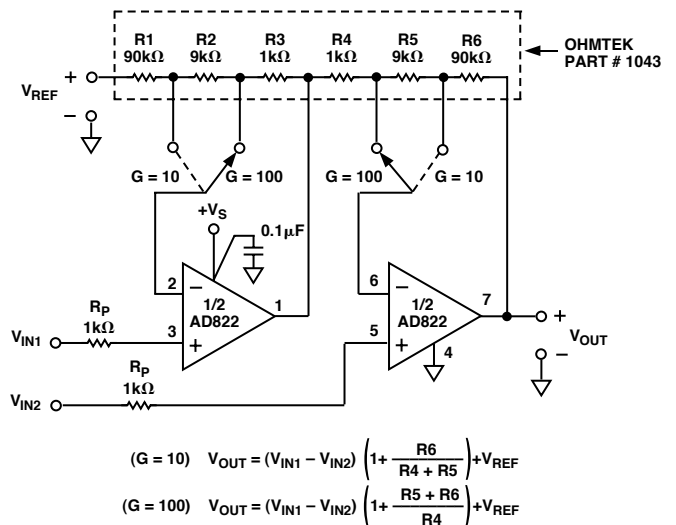 R1 R2 R3 R4 R5 R6
90kΩ 9kΩ 1kΩ 1kΩ 9kΩ 90kΩ
OHMTEK
PART # 1043
+
VREF
–
G = 10 G = 100 G = 100 G = 10
+VS
0.1µF
2 – 1/2 AD822 1
3 +
6 – 1/2 AD822 7
5 + 4
RP
1kΩ
VIN1
RP
1kΩ
VIN2
+
VOUT
–
(G = 10) VOUT = (VIN1 – VIN2) (1+ R6 / R4 + R5) +VREF
(G = 100) VOUT = (VIN1 – VIN2) (1+ R5 + R6 / R4) +VREF